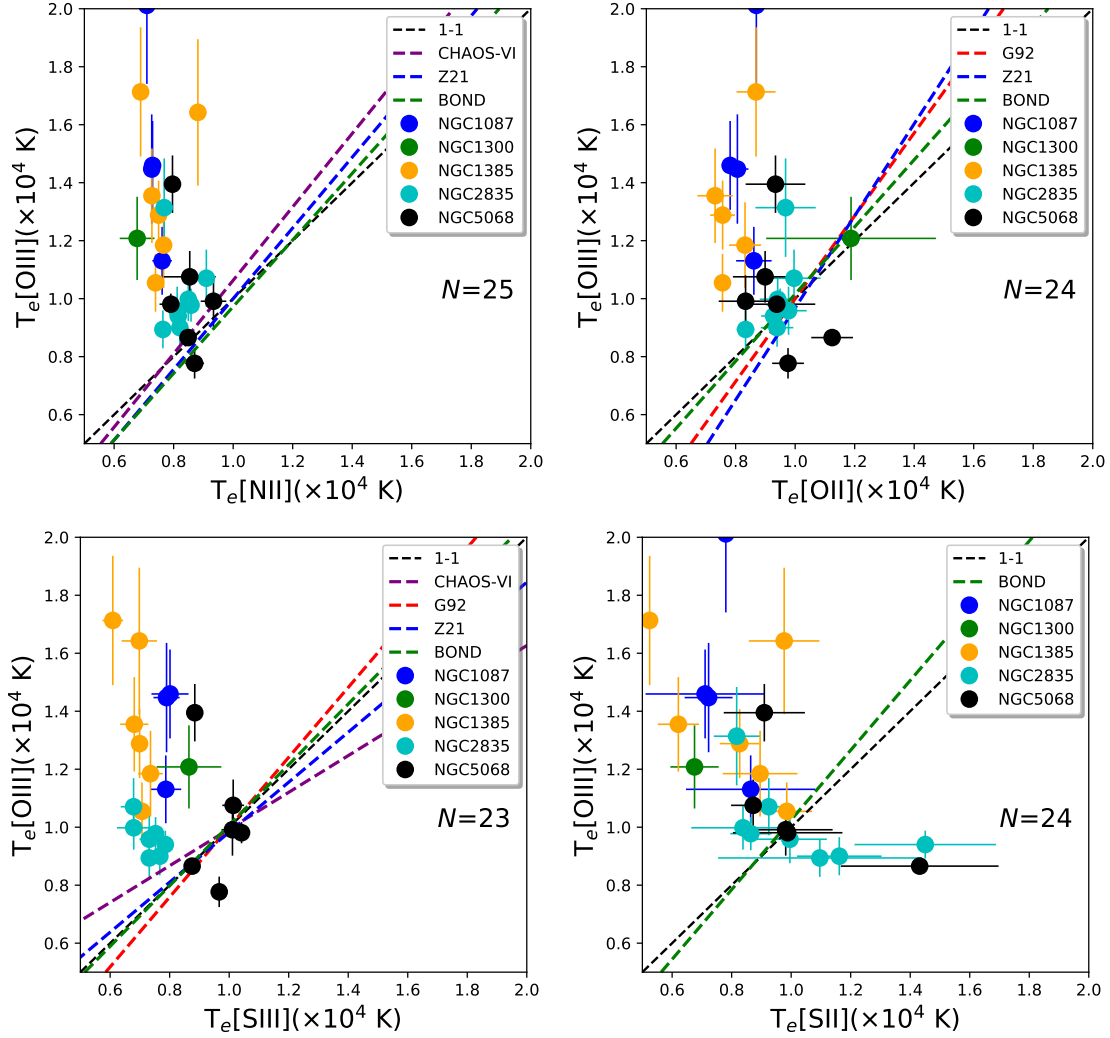 2.0
1.8
1.6
1.4
1.2
1.0
0.8
0.6
T_e[OIII](×10^4 K)
0.6 0.8 1.0 1.2 1.4 1.6 1.8 2.0
T_e[NII](×10^4 K)
1-1
CHAOS-VI
Z21
BOND
NGC1087
NGC1300
NGC1385
NGC2835
NGC5068
N=25
2.0
1.8
1.6
1.4
1.2
1.0
0.8
0.6
T_e[OIII](×10^4 K)
0.6 0.8 1.0 1.2 1.4 1.6 1.8 2.0
T_e[OII](×10^4 K)
1-1
G92
Z21
BOND
NGC1087
NGC1300
NGC1385
NGC2835
NGC5068
N=24
2.0
1.8
1.6
1.4
1.2
1.0
0.8
0.6
T_e[OIII](×10^4 K)
0.6 0.8 1.0 1.2 1.4 1.6 1.8 2.0
T_e[SIII](×10^4 K)
1-1
CHAOS-VI
G92
Z21
BOND
NGC1087
NGC1300
NGC1385
NGC2835
NGC5068
N=23
2.0
1.8
1.6
1.4
1.2
1.0
0.8
0.6
T_e[OIII](×10^4 K)
0.6 0.8 1.0 1.2 1.4 1.6 1.8 2.0
T_e[SII](×10^4 K)
1-1
BOND
NGC1087
NGC1300
NGC1385
NGC2835
NGC5068
N=24